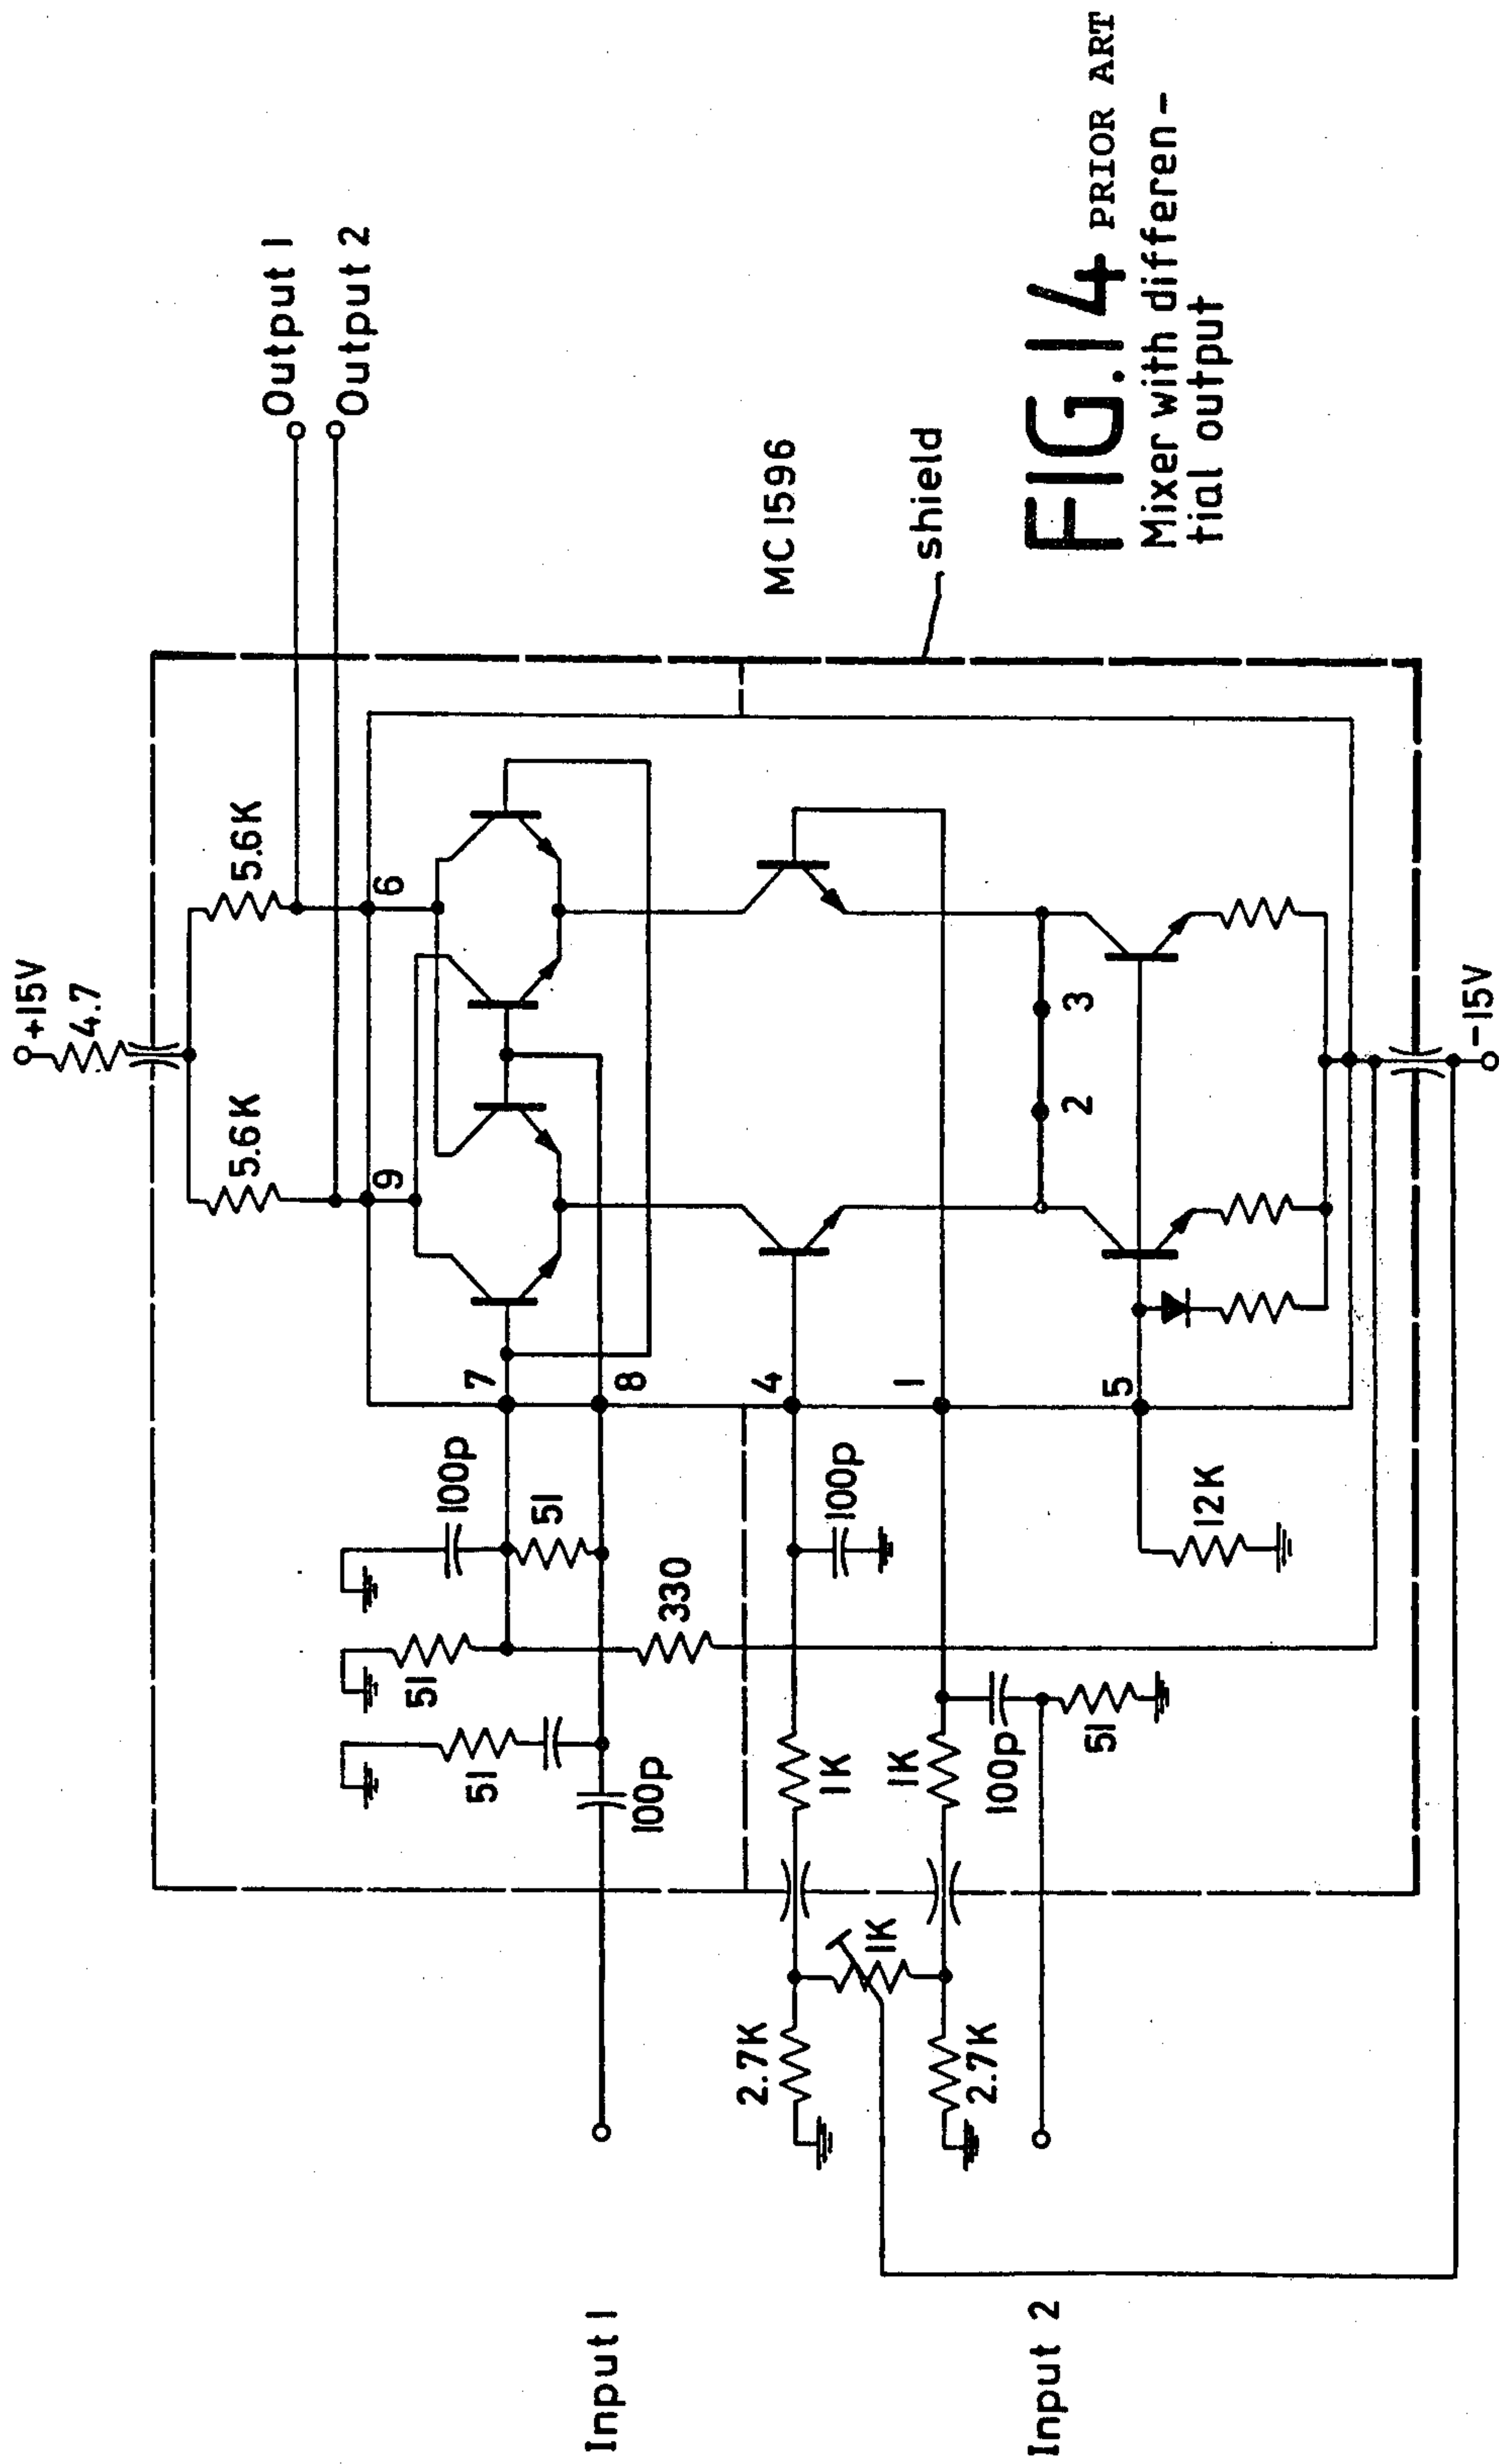 +15V
4.7
5.6K
5.6K
Output 1
Output 2
9
6
7
8
4
1
5
2
3
100p
51
51
51
100p
330
100p
1K
1K
100p
51
12K
1K
2.7K
2.7K
Input 1
Input 2
-15V
MC1596
shield
FIG.14 PRIOR ART
Mixer with differen-
tial output